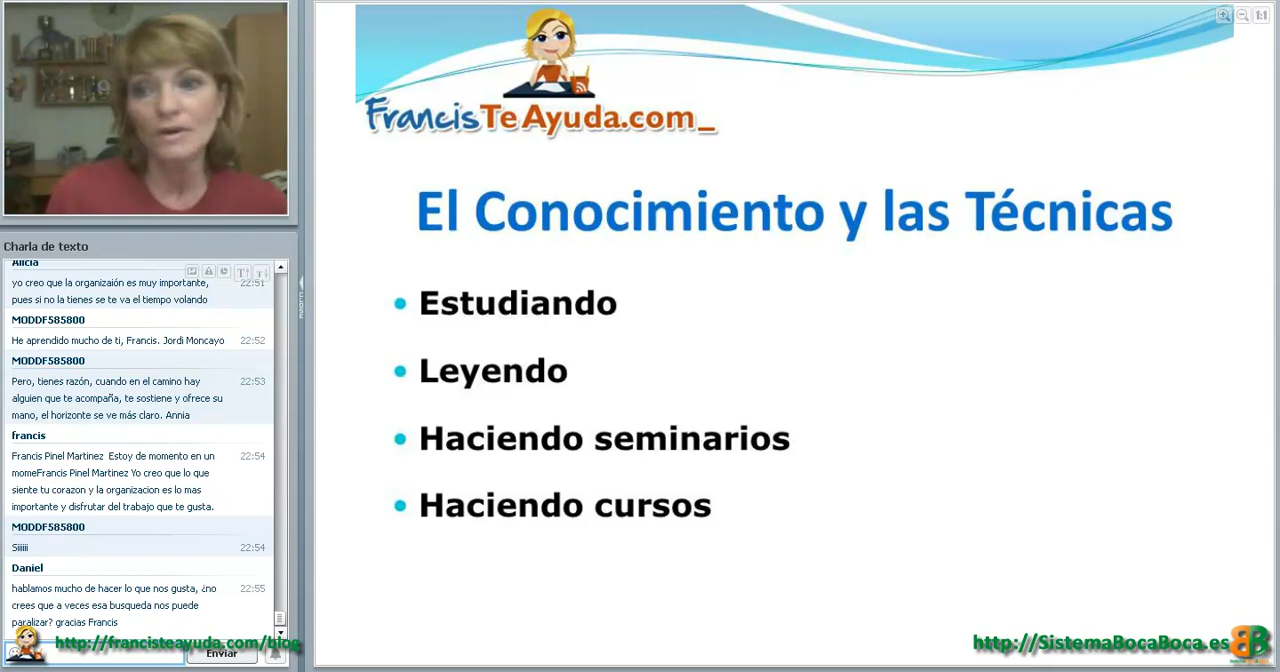 FrancisTeAyuda.com_
1:1
El Conocimiento y las Técnicas
• Estudiando
• Leyendo
• Haciendo seminarios
• Haciendo cursos
Charla de texto
Alicia
yo creo que la organizaión es muy importante, 22:51
pues si no la tienes se te va el tiempo volando
MODDF585800
He aprendido mucho de ti, Francis. Jordi Moncayo 22:52
MODDF585800
Pero, tienes razón, cuando en el camino hay 22:53
alguien que te acompaña, te sostiene y ofrece su
mano, el horizonte se ve más claro. Annia
francis
Francis Pinel Martinez Estoy de momento en un 22:54
momeFrancis Pinel Martinez Yo creo que lo que
siente tu corazon y la organizacion es lo mas
importante y disfrutar del trabajo que te gusta.
MODDF585800
Siiiii 22:54
Daniel
hablamos mucho de hacer lo que nos gusta, ¿no 22:55
crees que a veces esa busqueda nos puede
paralizar? gracias Francis
http://francisteayuda.com/blog
Enviar
http://SistemaBocaBoca.es